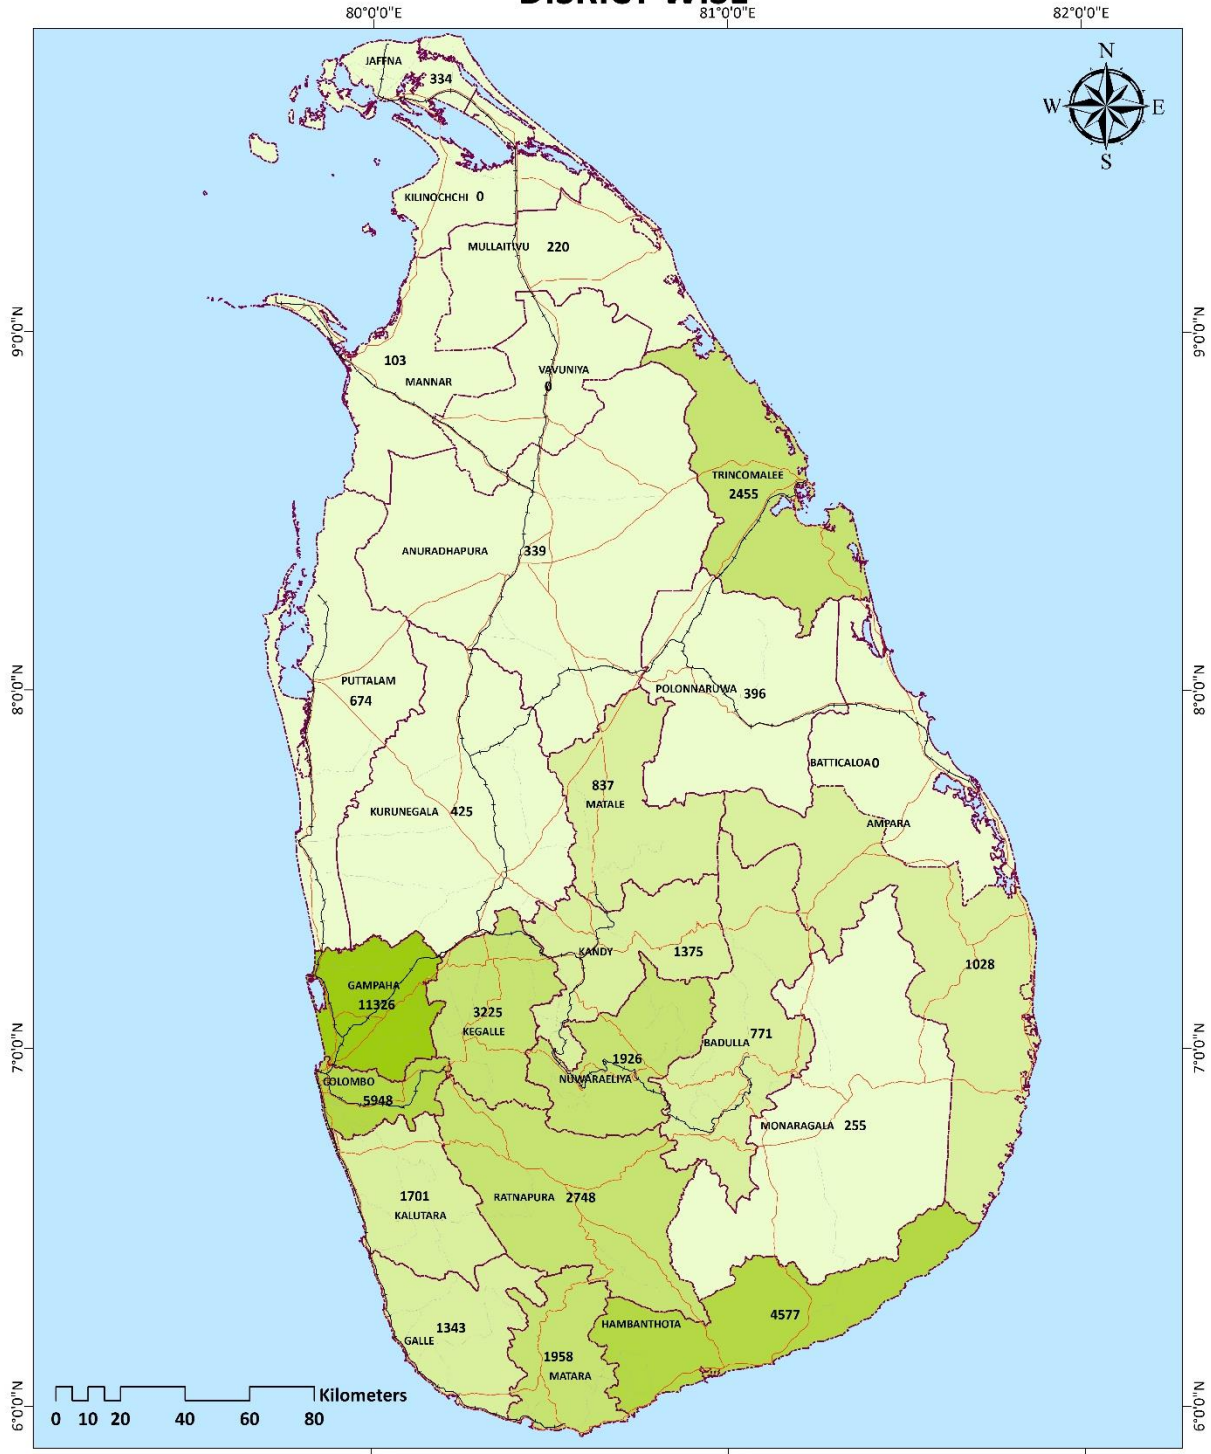 DISRICT WISE
80°0'0"E 81°0'0"E 82°0'0"E
N
W E
S
JAFFNA
334
KILINOCHCHI 0
MULLAITIVU 220
9°0'0"N 9°0'0"N
103
MANNAR
VAVUNIYA
0
TRINCOMALEE
2455
ANURADHAPURA 339
8°0'0"N 8°0'0"N
PUTTALAM
674
POLONNARUWA 396
BATTICALOA 0
837
MATALE
KURUNEGALA 425
AMPARA
KANDY 1375
1028
GAMPAHA
11326
3225
KEGALLE
7°0'0"N 7°0'0"N
771
BADULLA
1926
NUWARAELIYA
COLOMBO
5948
MONARAGALA 255
1701
KALUTARA
RATNAPURA 2748
4577
HAMBANTHOTA
1343
GALLE
1958
MATARA
6°0'0"N 6°0'0"N
Kilometers
0 10 20 40 60 80